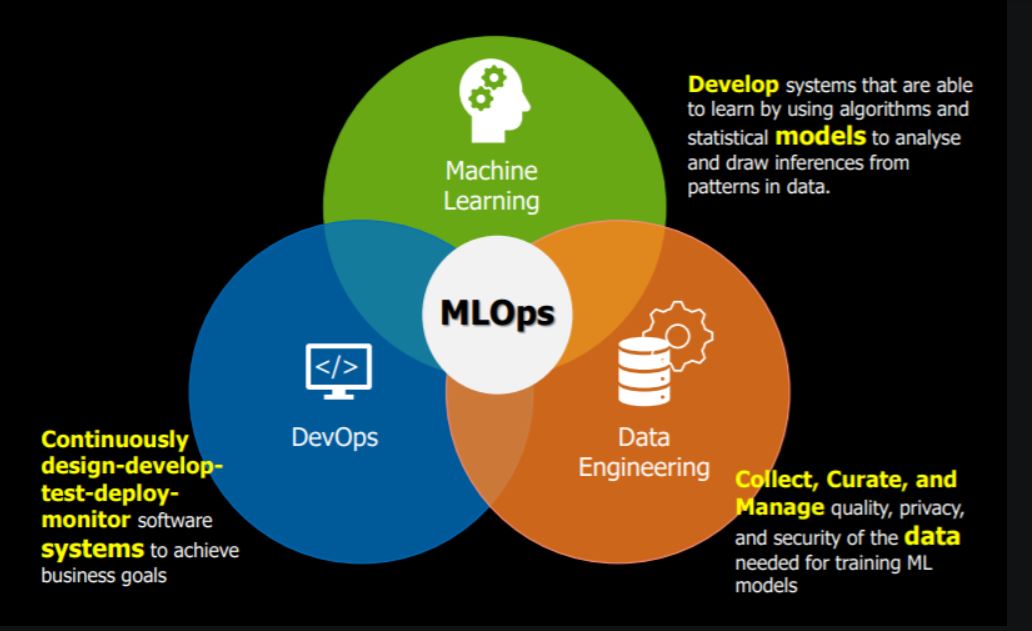 Machine
Learning
Develop systems that are able
to learn by using algorithms and
statistical models to analyse
and draw inferences from
patterns in data.
MLOps
</>
DevOps
Data
Engineering
Continuously
design-develop-
test-deploy-
monitor software
systems to achieve
business goals
Collect, Curate, and
Manage quality, privacy,
and security of the data
needed for training ML
models